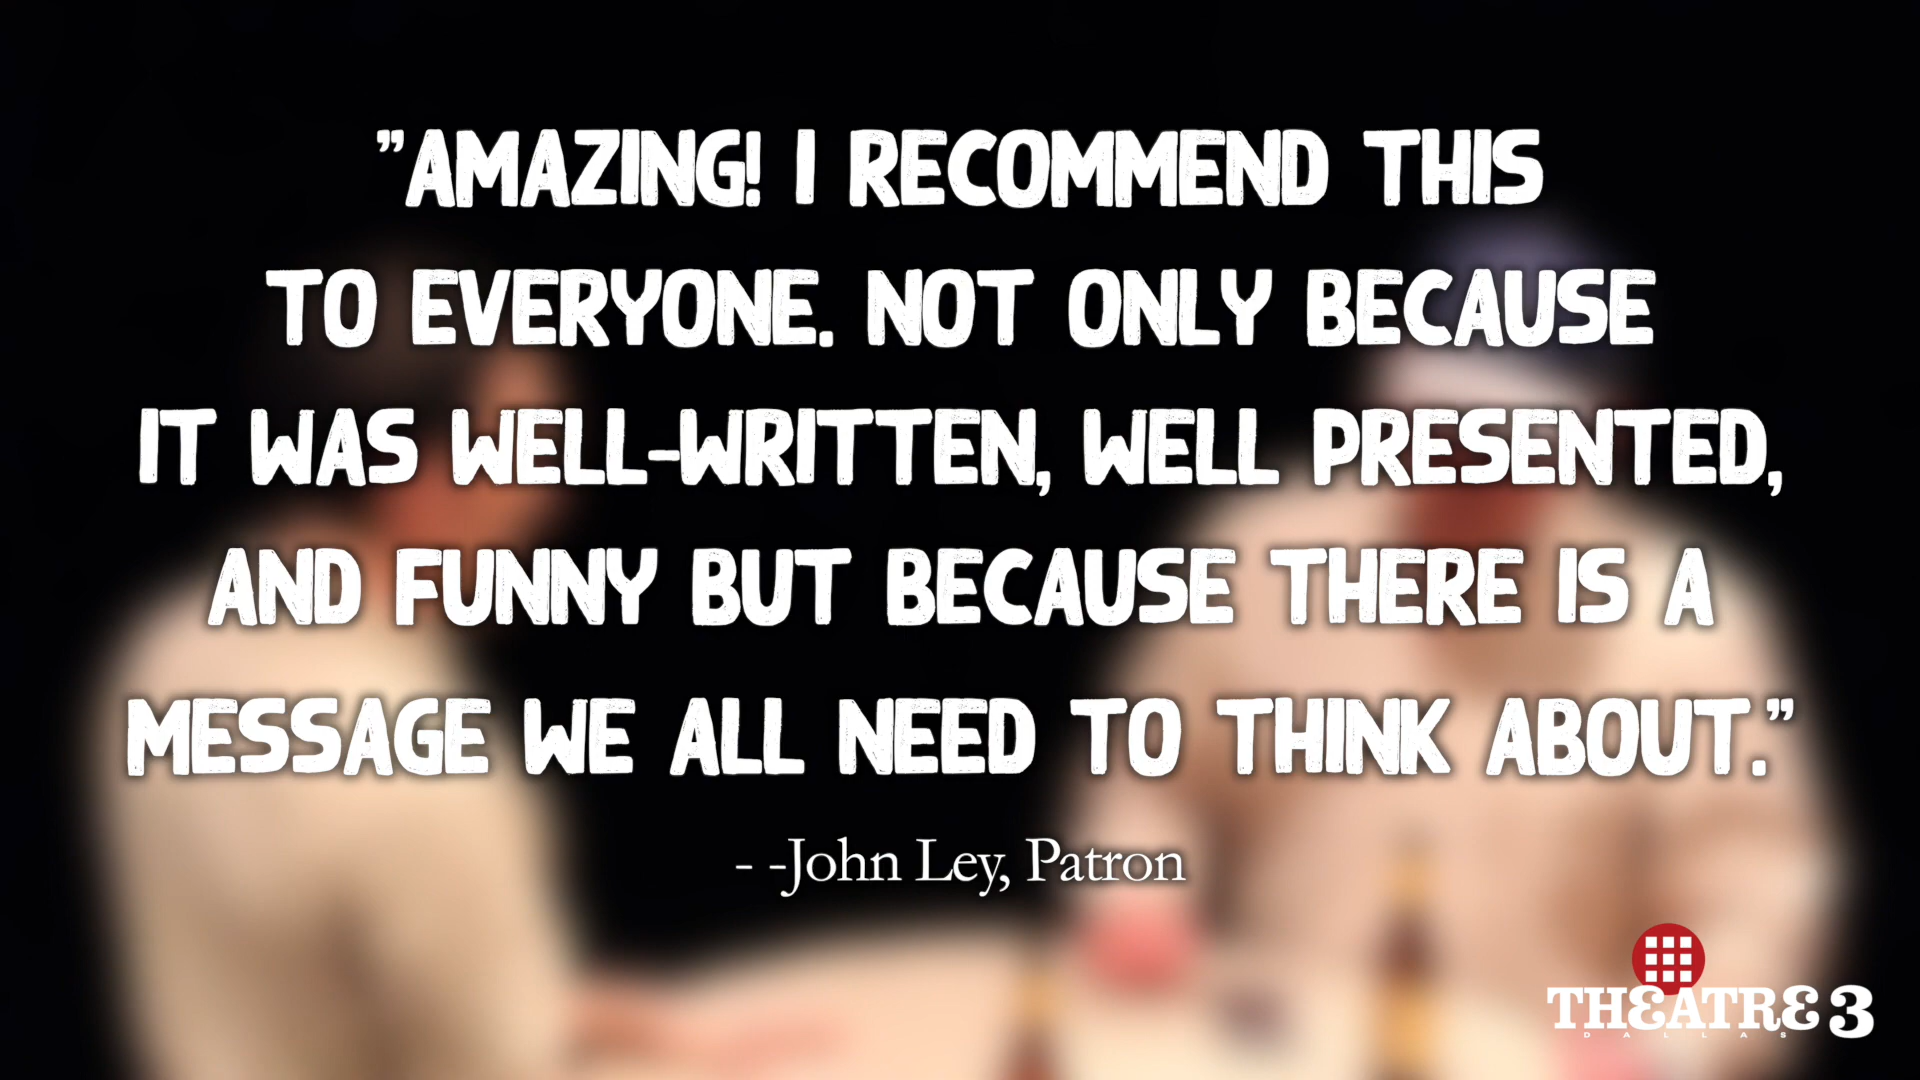 ”AMAZING! I RECOMMEND THIS
TO EVERYONE. NOT ONLY BECAUSE
IT WAS WELL-WRITTEN, WELL PRESENTED,
AND FUNNY BUT BECAUSE THERE IS A
MESSAGE WE ALL NEED TO THINK ABOUT.”
- -John Ley, Patron
THEATRE 3
DALLAS